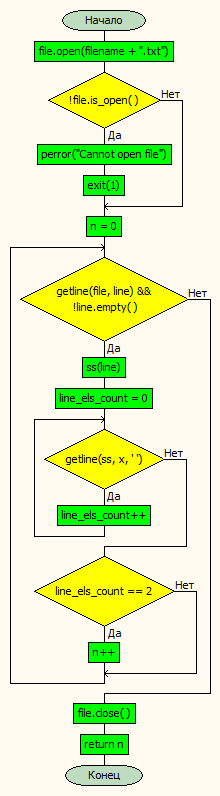 Начало
file.open(filename + ".txt")
!file.is_open()
Нет
Да
perror("Cannot open file")
exit(1)
n = 0
getline(file, line) &&
!line.empty()
Нет
Да
ss(line)
line_els_count = 0
getline(ss, x, ' ')
Нет
Да
line_els_count++
line_els_count == 2
Нет
Да
n++
file.close()
return n
Конец